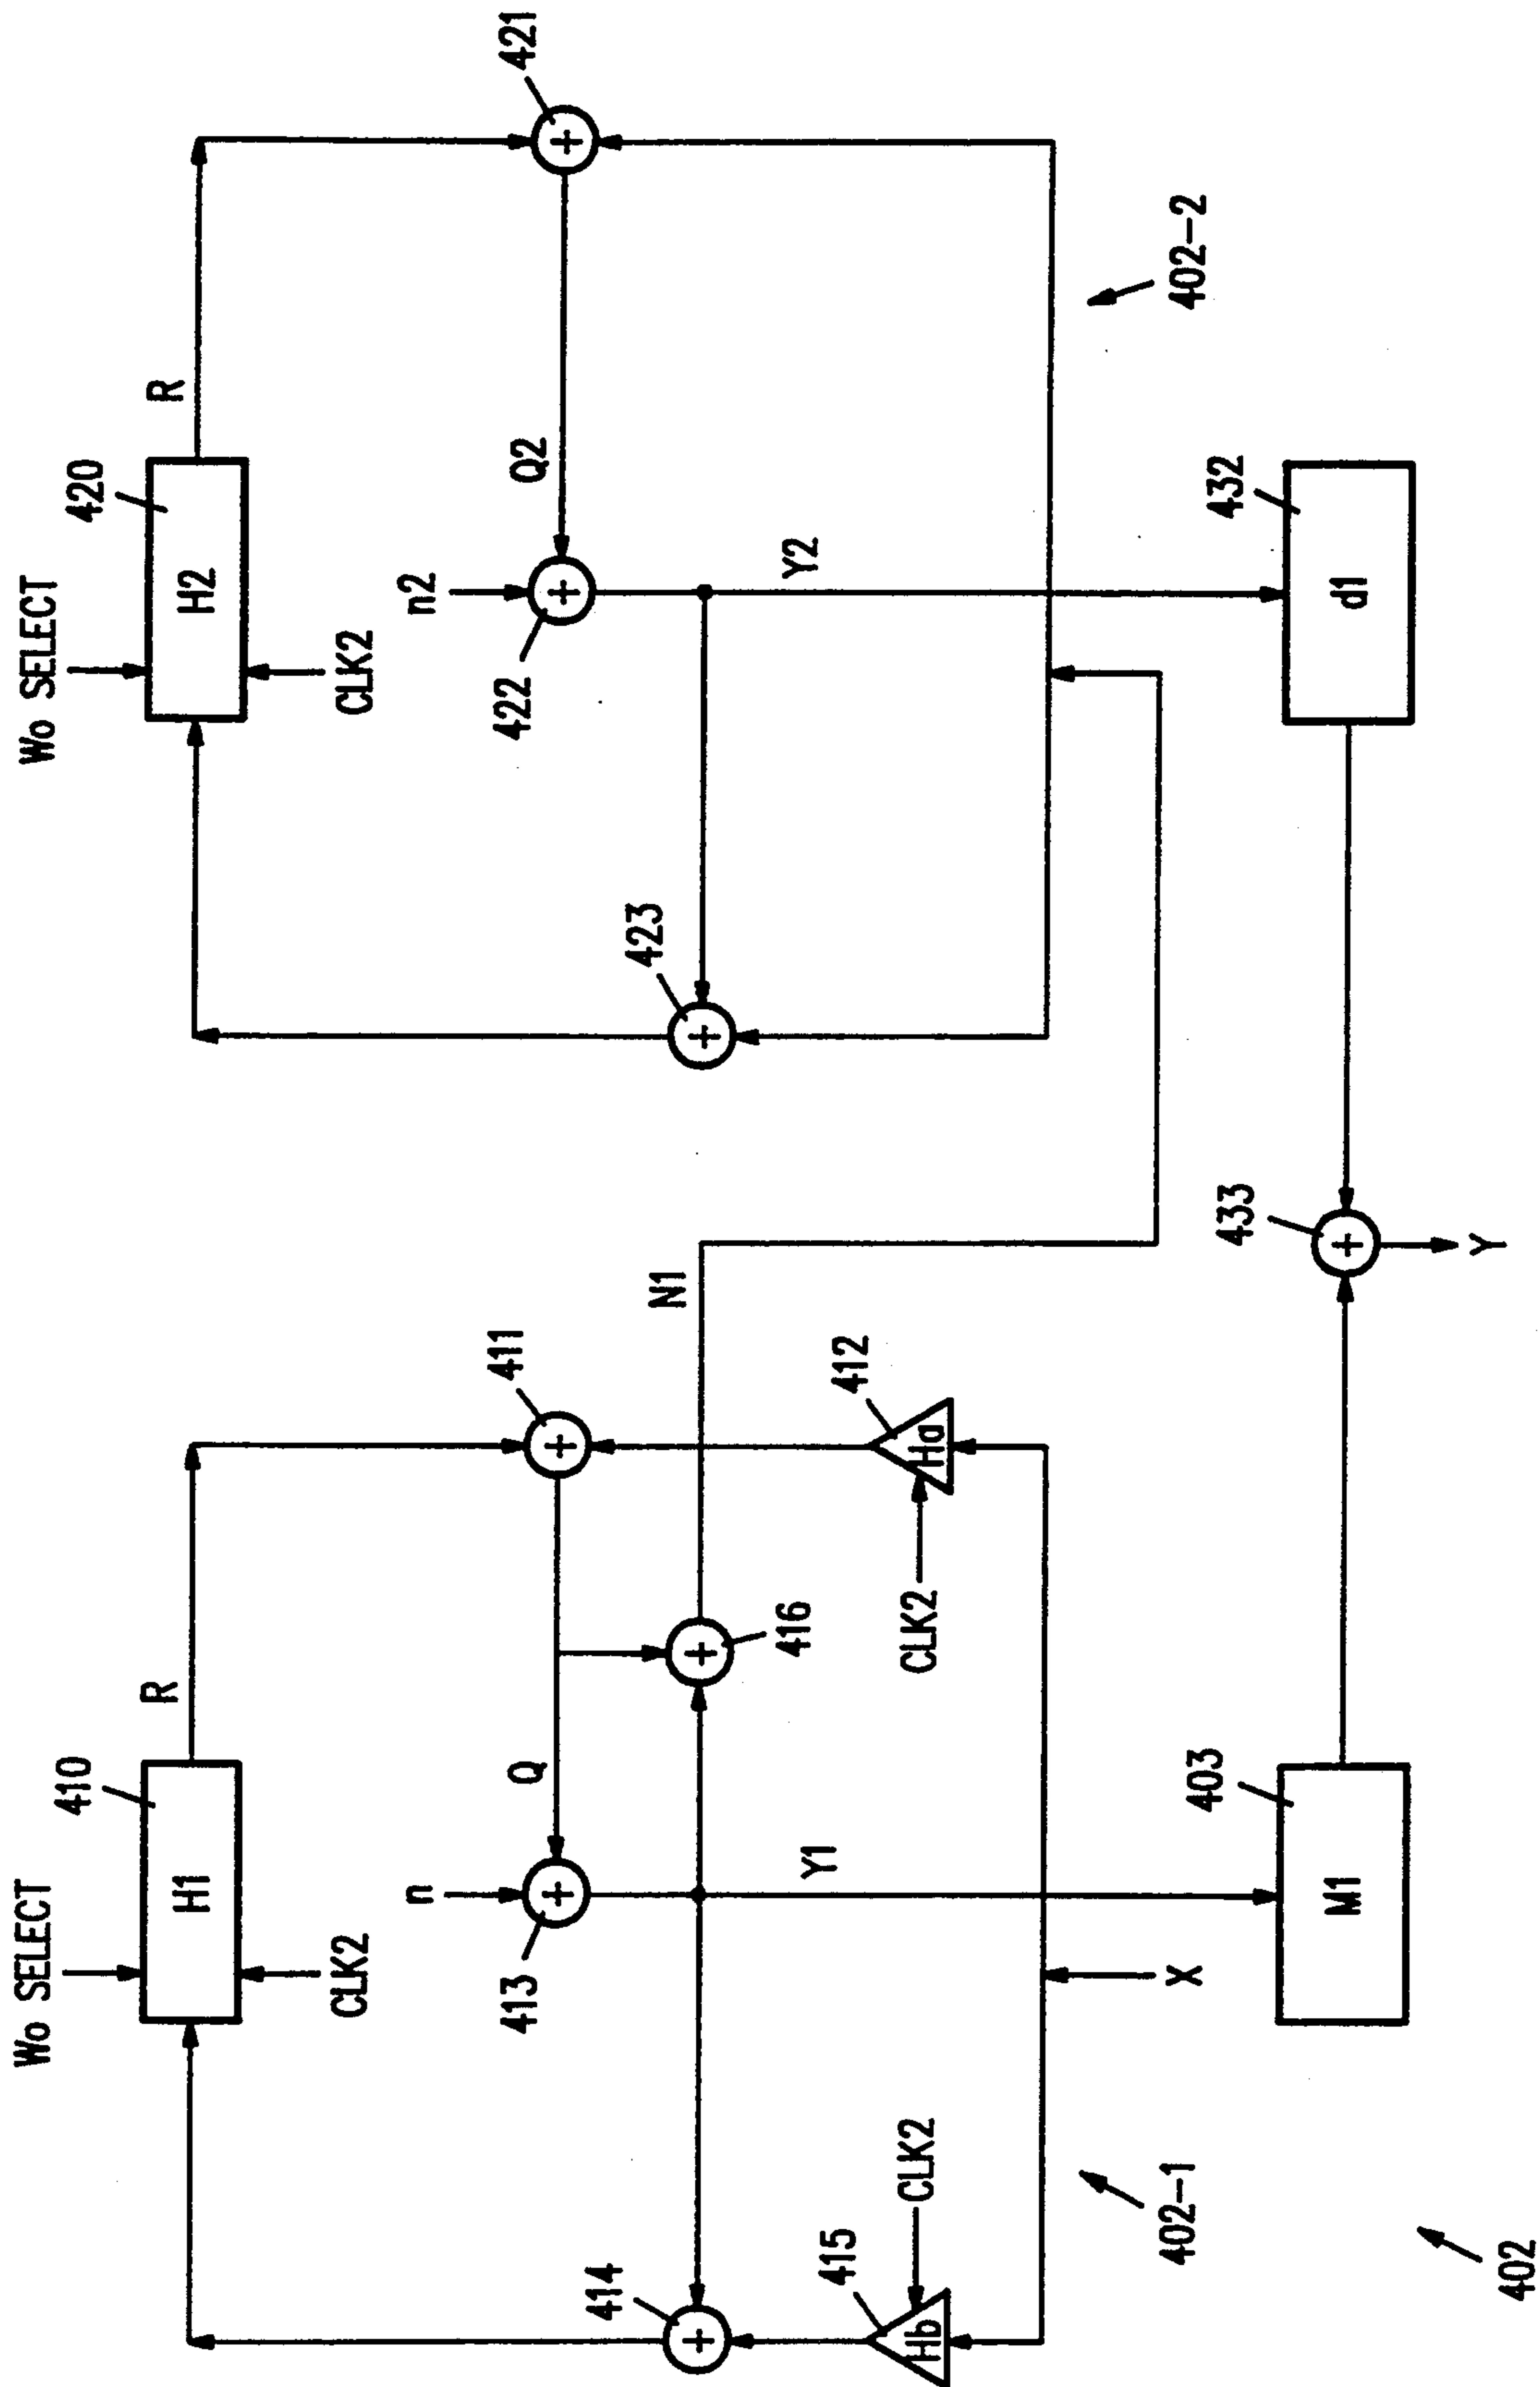 Wo SELECT
410
H1
CLK2
R
n
413
Q
411
414
416
N1
415
Hb
CLK2
Y1
CLK2
412
Ha
402-1
X
403
M1
Wo SELECT
420
H2
CLK2
R
n2
422
Q2
421
423
Y2
402-2
432
d1
433
Y
402